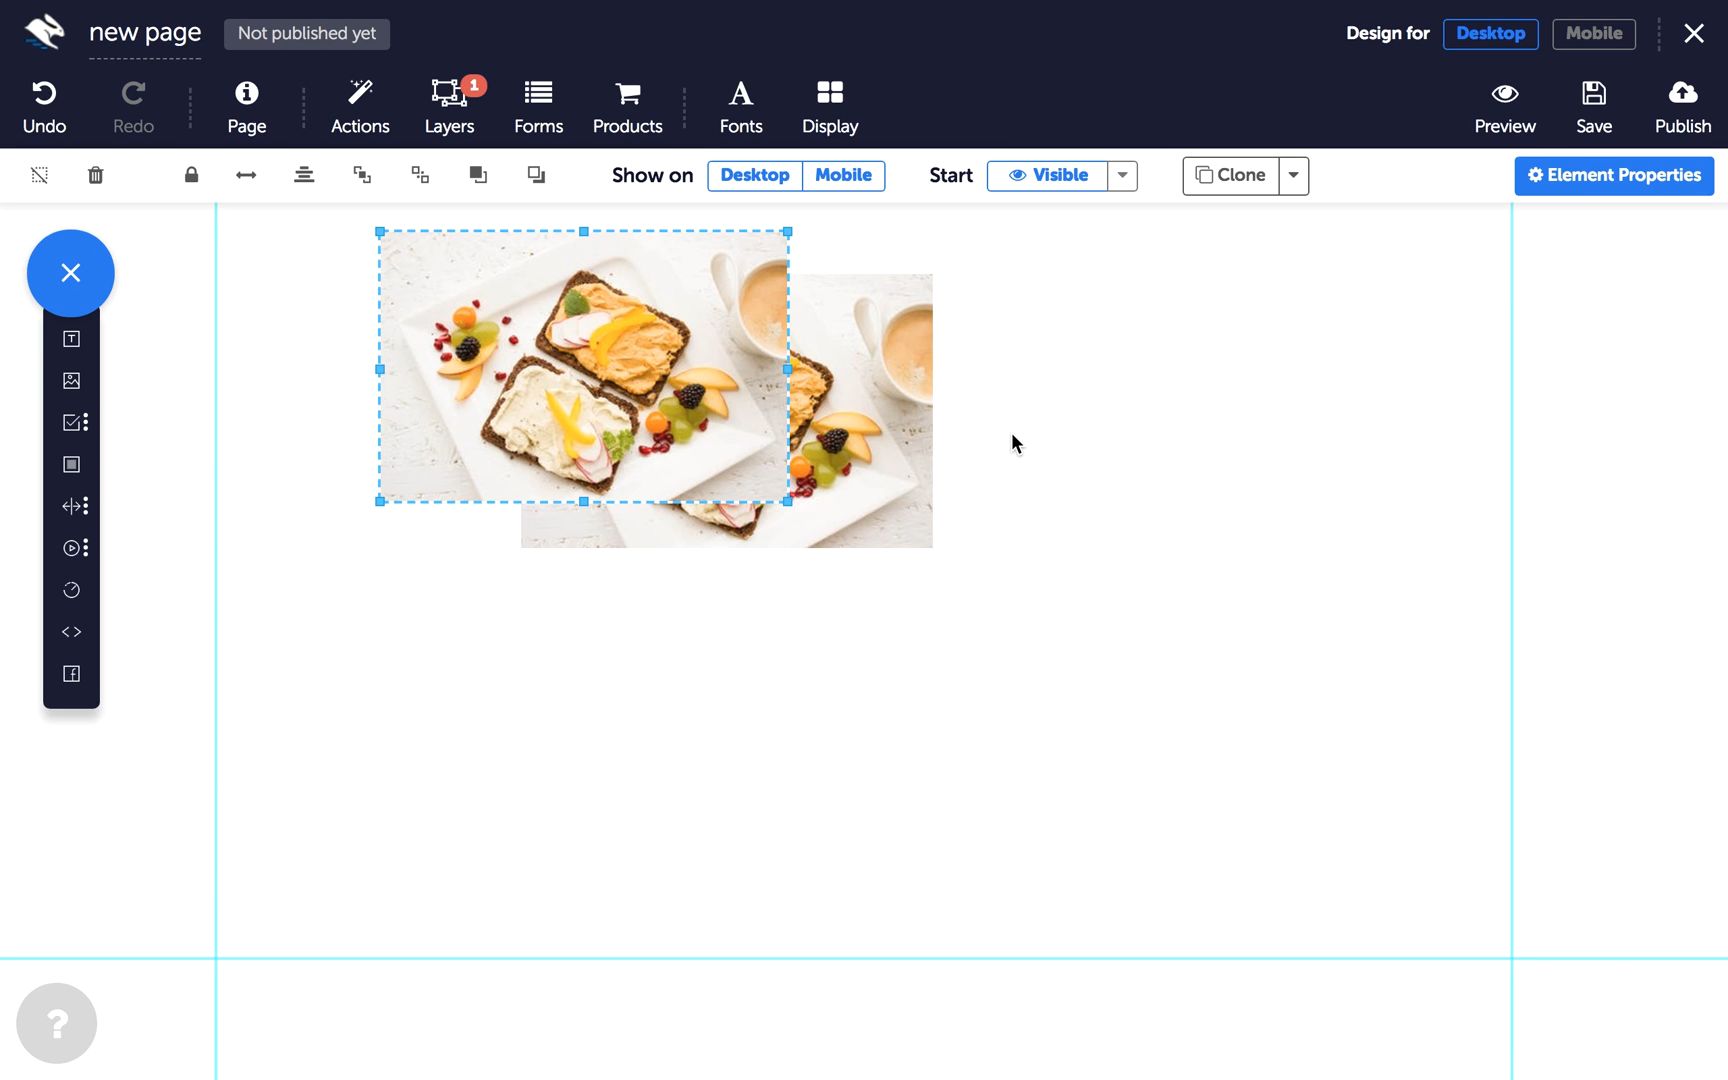 new page
Not published yet
Design for
Desktop
Mobile
Undo
Redo
Page
Actions
1
Layers
Forms
Products
Fonts
Display
Preview
Save
Publish
Show on
Desktop
Mobile
Start
Visible
Clone
Element Properties
T
<>
f
?